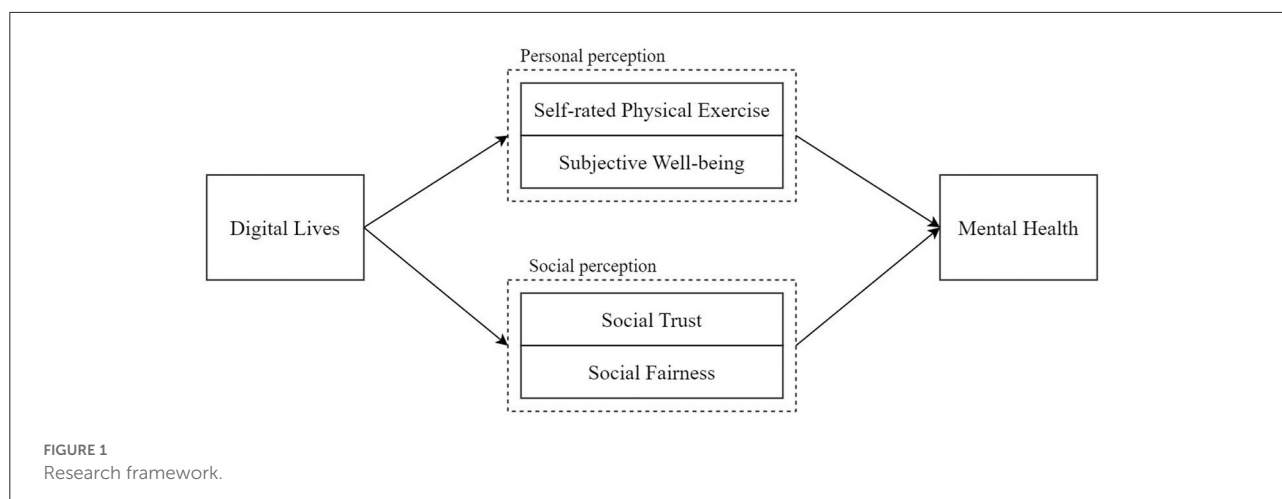 Personal perception
Self-rated Physical Exercise
Subjective Well-being
Digital Lives
Mental Health
Social perception
Social Trust
Social Fairness
FIGURE 1
Research framework.